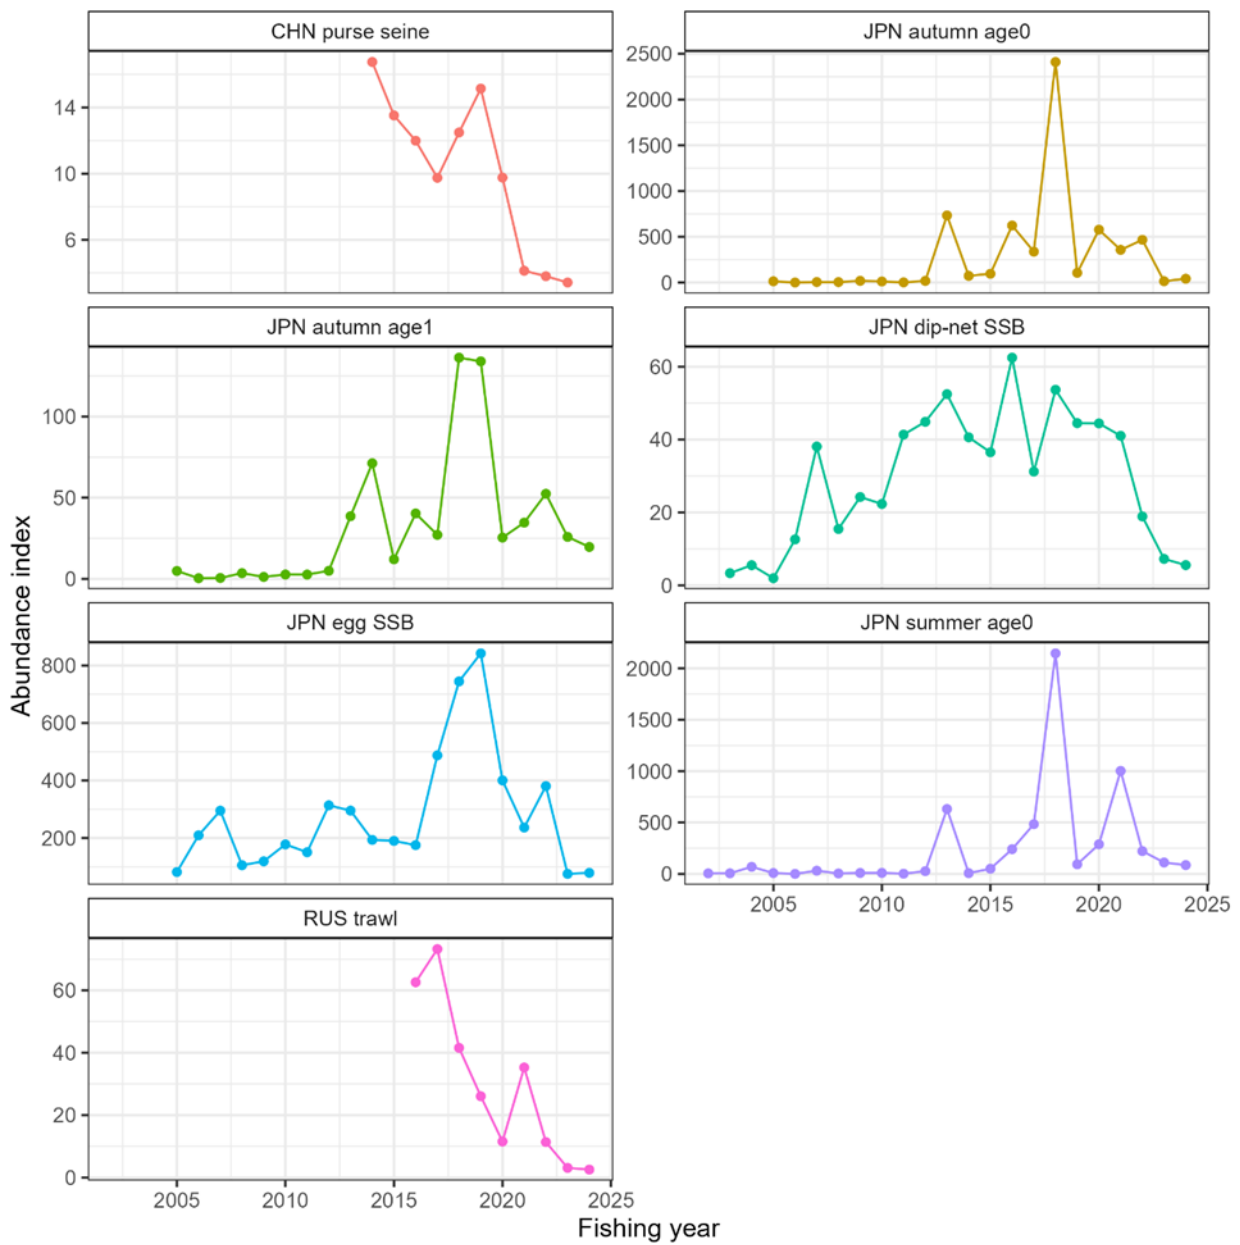 CHN purse seine
14
10
6
JPN autumn age0
2500
2000
1500
1000
500
0
JPN autumn age1
100
50
0
JPN dip-net SSB
60
40
20
0
JPN egg SSB
800
600
400
200
JPN summer age0
2000
1500
1000
500
0
2005 2010 2015 2020 2025
RUS trawl
60
40
20
0
2005 2010 2015 2020 2025
Abundance index
Fishing year